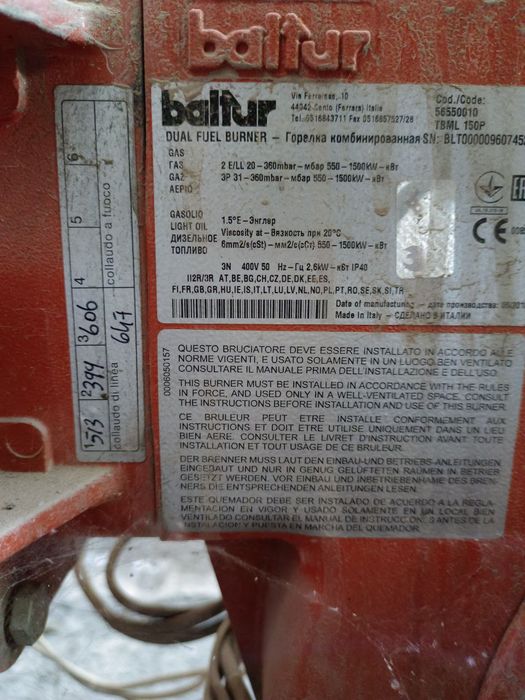 baltur
baltur
Via Ferrarese, 10
44042 Cento (Ferrara) Italia
Tel. 0516843711 Fax 0516857527/28
Cod./Code:
56550010
TBML 150P
DUAL FUEL BURNER – Горелка комбинированная SN: BLT0000096074
GAS
ГАЗ 2 E/LL 20-360mbar-мбар 550-1500kW-кВт
GAZ 3P 31-360mbar-мбар 550-1500kW-кВт
ΑΕΡΙΟ
GASOLIO 1.5°E-Энглер
LIGHT OIL Viscosity at-Вязкость при 20°C
ДИЗЕЛЬНОЕ 6mm2/s(cSt)-мм2/с(сСт) 550-1500kW-кВт
ТОПЛИВО
3N 400V 50 Hz-Гц 2,6kW-кВт IP40
II2R/3R AT,BE,BG,CH,CZ,DE,DK,EE,ES,
FI,FR,GB,GR,HU,IE,IS,IT,LT,LU,LV,NL,NO,PL,PT,RO,SE,SK,SI,TR
Date of manufacturing-дата производства:
Made in Italy - СДЕЛАНО В ИТАЛИИ
EAC
CE
3
1 2 3 4 5 6
573 394 606
collaudo di linea collaudo a fuoco
647
0006050157
QUESTO BRUCIATORE DEVE ESSERE INSTALLATO IN ACCORDO ALLE
NORME VIGENTI, E USATO SOLAMENTE IN UN LUOGO BEN VENTILATO
CONSULTARE IL MANUALE PRIMA DELL'INSTALLAZIONE E DELL'USO.
THIS BURNER MUST BE INSTALLED IN ACCORDANCE WITH THE RULES
IN FORCE, AND USED ONLY IN A WELL-VENTILATED SPACE. CONSULT
THE INSTRUCTIONS BEFORE INSTALLATION AND USE OF THIS BURNER.
CE BRULEUR PEUT ETRE INSTALLE CONFORMEMENT AUX
INSTRUCTIONS ET DOIT ETRE UTILISE UNIQUEMENT DANS UN LIEU
BIEN AERE. CONSULTER LE LIVRET D'INSTRUCTION AVANT TOUTE
INSTALLATION ET TOUT USAGE DE CE BRULEUR.
DER BRENNER MUSS LAUT DEN EINBAU-UND BETRIEBS-ANLEITUNGEN
EINGEBAUT UND NUR IN GENUG GELÜFTETEN RAUMEN IN BETRIEB
GESETZT WERDEN. VOR EINBAU UND INBETRIEBNAHME DES BREN-
NERS DIE ENTSPRECHENDEN ANLEITUNGEN LESEN.
ESTE QUEMADOR DEBE SER INSTALADO DE ACUERDO A LA REGLA-
MENTACION EN VIGOR Y USADO SOLAMENTE EN UN LUGAR BIEN
VENTILADO CONSULTAR EL MANUAL DE INSTRUCCION. S ANTES DE LA
INSTALACION Y PUESTA EN MARCHA DEL QUEMADOR.